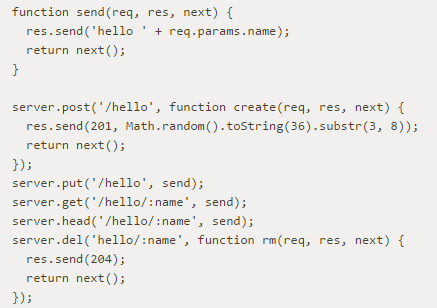 function send(req, res, next) {
  res.send('hello ' + req.params.name);
  return next();
}

server.post('/hello', function create(req, res, next) {
  res.send(201, Math.random().toString(36).substr(3, 8));
  return next();
});
server.put('/hello', send);
server.get('/hello/:name', send);
server.head('/hello/:name', send);
server.del('hello/:name', function rm(req, res, next) {
  res.send(204);
  return next();
});